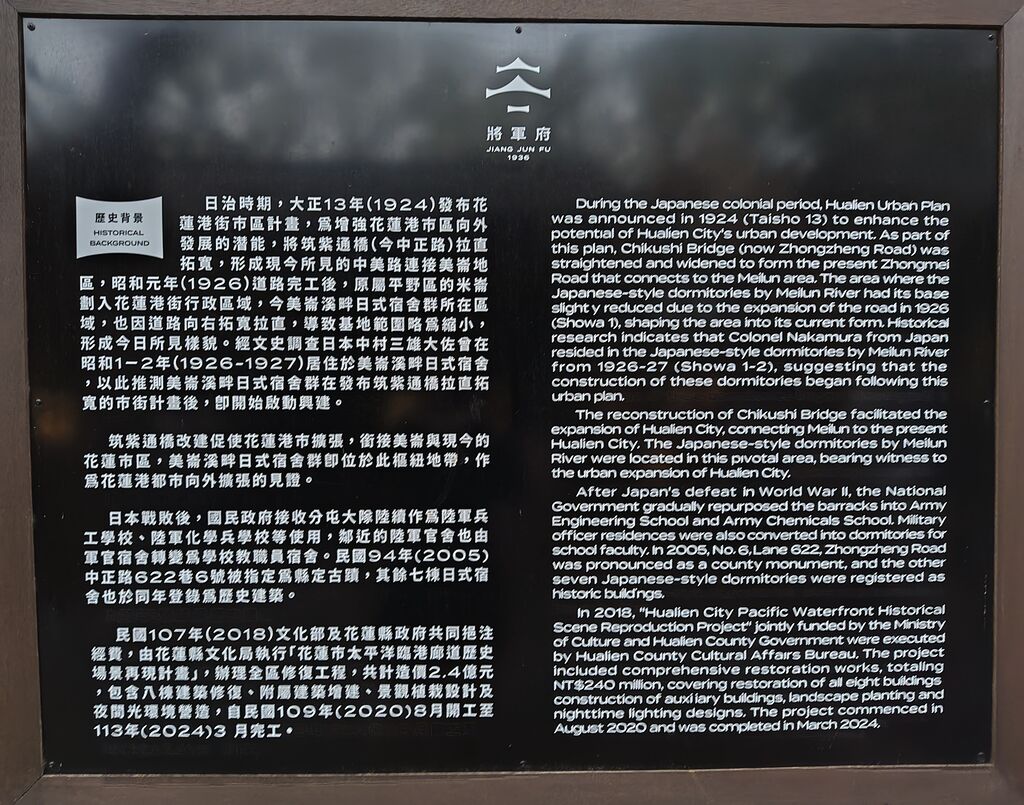 將軍府
JIANG JUN FU
1936
歷史背景
HISTORICAL
BACKGROUND
日治時期，大正13年(1924)發布花
蓮港街市區計畫，為增強花蓮港市區向外
發展的潛能，將筑紫通橋(今中正路)拉直
拓寬，形成現今所見的中美路連接美崙地
區，昭和元年(1926)道路完工後，原屬平野區的米崙
劃入花蓮港街行政區域，今美崙溪畔日式宿舍群所在區
域，也因道路向右拓寬拉直，導致基地範圍略為縮小，
形成今日所見樣貌。經文史調查日本中村三雄大佐曾在
昭和1-2年(1926-1927)居住於美崙溪畔日式宿舍
，以此推測美崙溪畔日式宿舍群在發布筑紫通橋拉直拓
寬的市街計畫後，即開始啟動興建。
筑紫通橋改建促使花蓮港市擴張，銜接美崙與現今的
花蓮市區，美崙溪畔日式宿舍群即位於此樞紐地帶，作
為花蓮港都市向外擴張的見證。
日本戰敗後，國民政府接收分屯大隊陸續作為陸軍兵
工學校、陸軍化學兵學校等使用，鄰近的陸軍官舍也由
軍官宿舍轉變為學校教職員宿舍。民國94年(2005)
中正路622巷6號被指定為縣定古蹟，其餘七棟日式宿
舍也於同年登錄為歷史建築。
民國107年(2018)文化部及花蓮縣政府共同挹注
經費，由花蓮縣文化局執行「花蓮市太平洋臨港廊道歷史
場景再現計畫」，辦理全區修復工程，共計造價2.4億元
，包含八棟建築修復、附屬建築增建、景觀植栽設計及
夜間光環境營造，自民國109年(2020)8月開工至
113年(2024)3 月完工。
During the Japanese colonial period, Hualien Urban Plan
was announced in 1924 (Taisho 13) to enhance the
potential of Hualien City's urban development. As part of
this plan, Chikushi Bridge (now Zhongzheng Road) was
straightened and widened to form the present Zhongmei
Road that connects to the Meilun area. The area where the
Japanese-style dormitories by Meilun River had its base
slight y reduced due to the expansion of the road in 1926
(Showa 1), shaping the area into its current form. Historical
research indicates that Colonel Nakamura from Japan
resided in the Japanese-style dormitories by Meilun River
from 1926-27 (Showa 1-2), suggesting that the
construction of these dormitories began following this
urban plan.
The reconstruction of Chikushi Bridge facilitated the
expansion of Hualien City, connecting Meilun to the present
Hualien City. The Japanese-style dormitories by Meilun
River were located in this pivotal area, bearing witness to
the urban expansion of Hualien City.
After Japan's defeat in World War II, the National
Government gradually repurposed the barracks into Army
Engineering School and Army Chemicals School. Military
officer residences were also converted into dormitories for
school faculty. In 2005, No. 6, Lane 622, Zhongzheng Road
was pronounced as a county monument, and the other
seven Japanese-style dormitories were registered as
historic buildings.
In 2018, "Hualien City Pacific Waterfront Historical
Scene Reproduction Project" jointly funded by the Ministry
of Culture and Hualien County Government were executed
by Hualien County Cultural Affairs Bureau. The project
included comprehensive restoration works, totaling
NT$240 million, covering restoration of all eight buildings
construction of auxiliary buildings, landscape planting and
nighttime lighting designs. The project commenced in
August 2020 and was completed in March 2024.